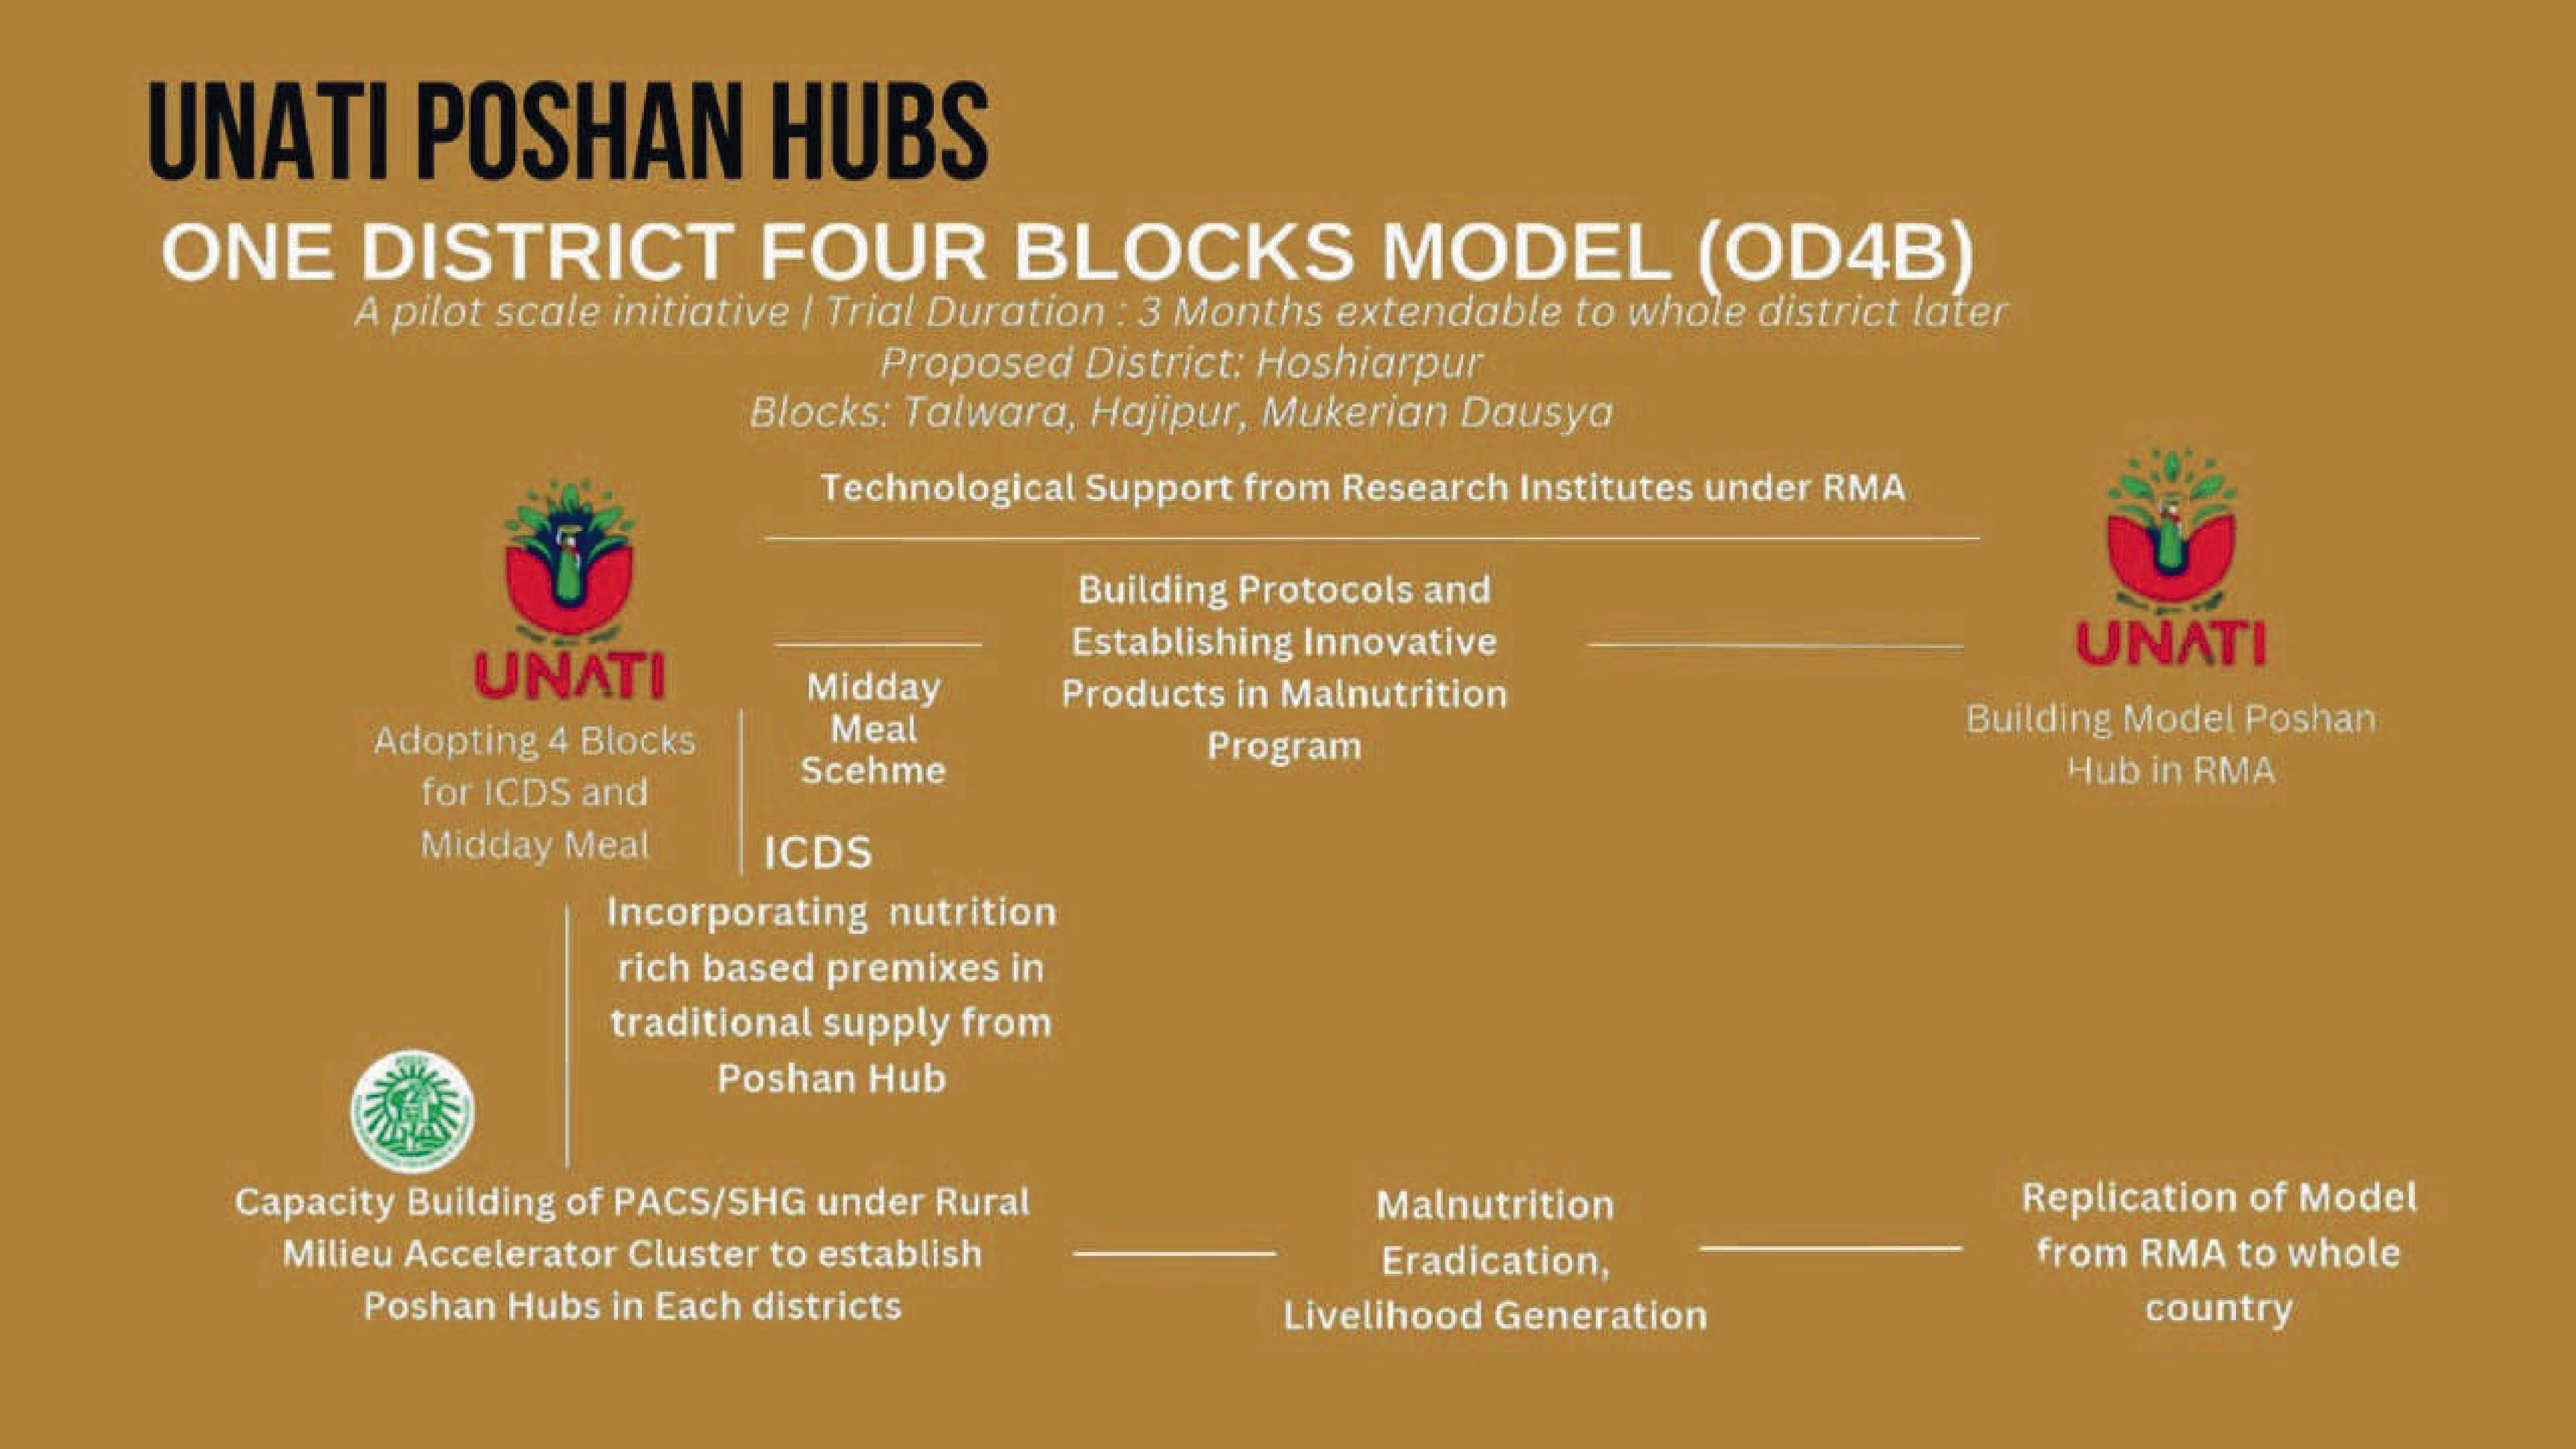 UNATI POSHAN HUBS
ONE DISTRICT FOUR BLOCKS MODEL (OD4B)
A pilot scale initiative | Trial Duration : 3 Months extendable to whole district later
Proposed District: Hoshiarpur
Blocks: Talwara, Hajipur, Mukerian Dausya
Technological Support from Research Institutes under RMA
UNATI
Adopting 4 Blocks
for ICDS and
Midday Meal
Midday
Meal
Scehme
ICDS
Building Protocols and
Establishing Innovative
Products in Malnutrition
Program
UNATI
Building Model Poshan
Hub in RMA
Incorporating nutrition
rich based premixes in
traditional supply from
Poshan Hub
Capacity Building of PACS/SHG under Rural
Milieu Accelerator Cluster to establish
Poshan Hubs in Each districts
Malnutrition
Eradication,
Livelihood Generation
Replication of Model
from RMA to whole
country